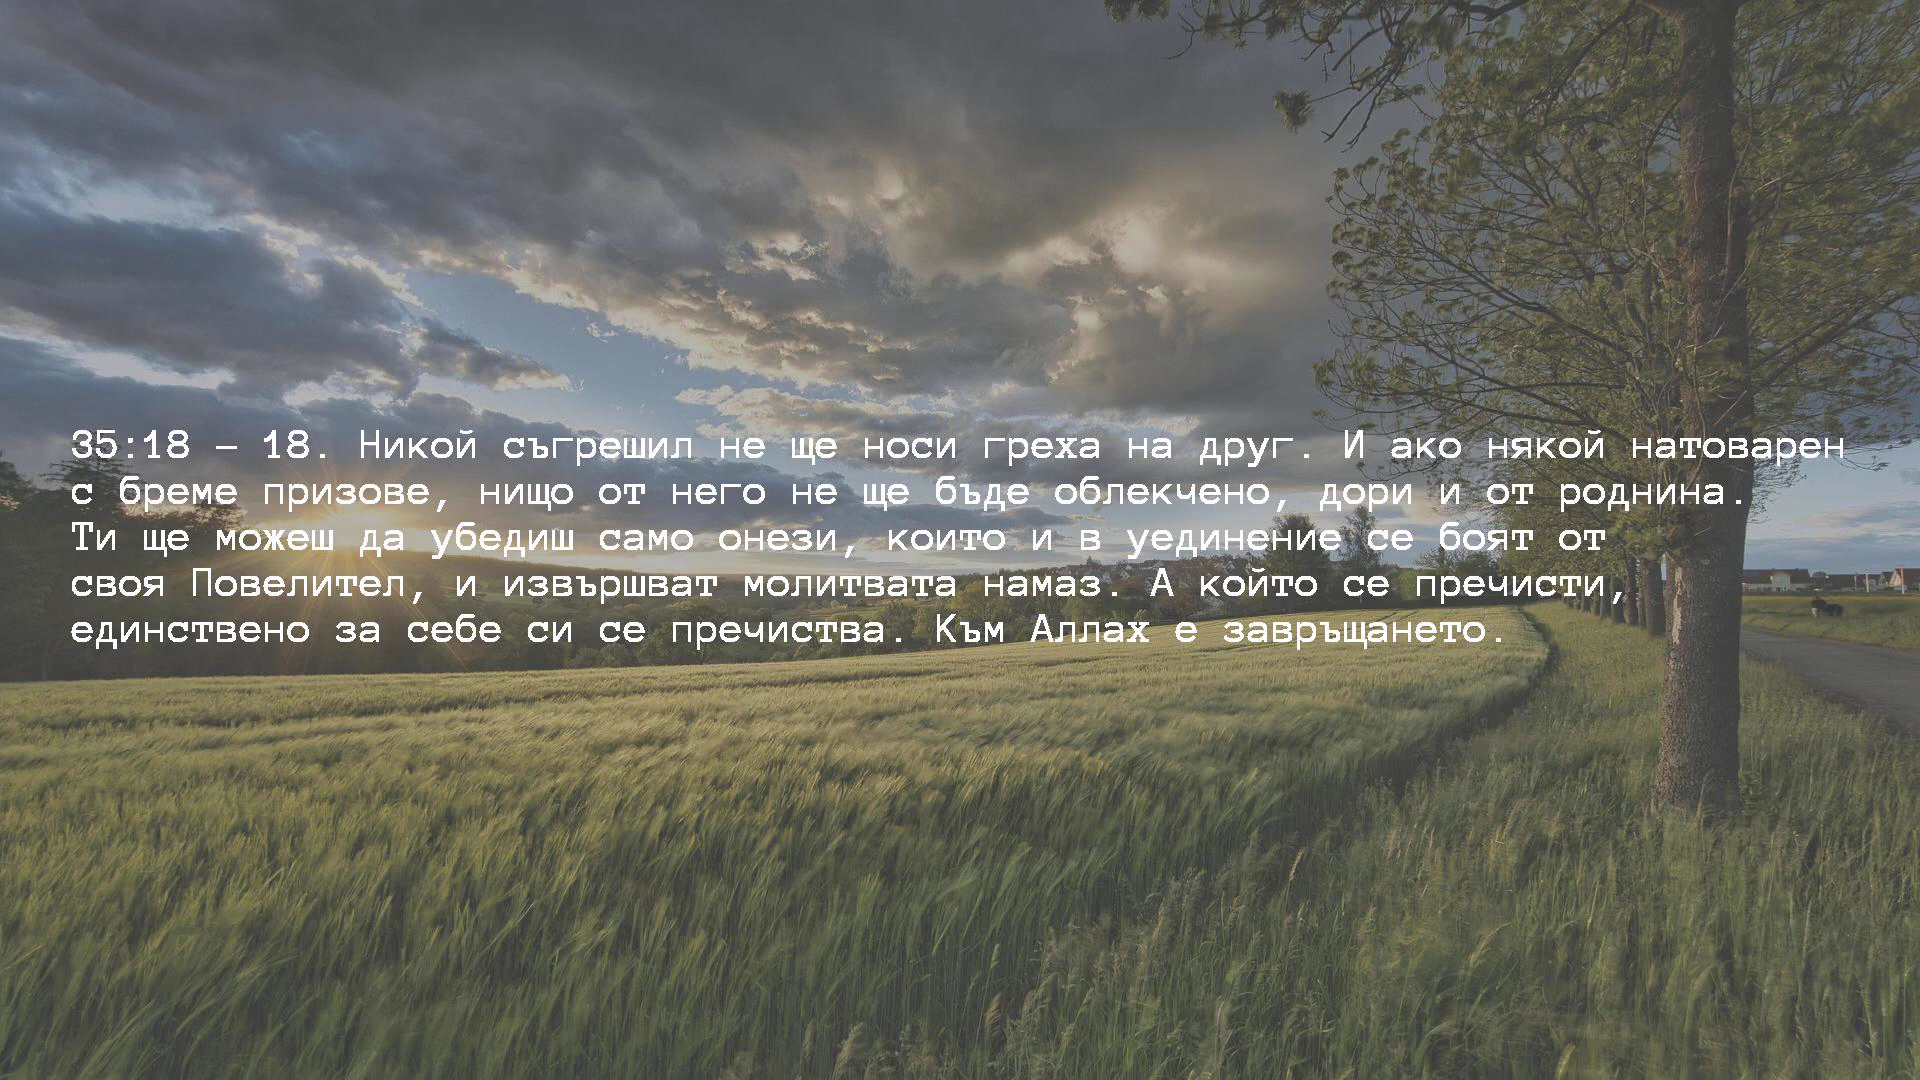 35:18 – 18. Никой съгрешил не ще носи греха на друг. И ако някой натоварен
с бреме призове, нищо от него не ще бъде облекчено, дори и от роднина.
Ти ще можеш да убедиш само онези, които и в уединение се боят от
своя Повелител, и извършват молитвата намаз. А който се пречисти,
единствено за себе си се пречиства. Към Аллах е завръщането.